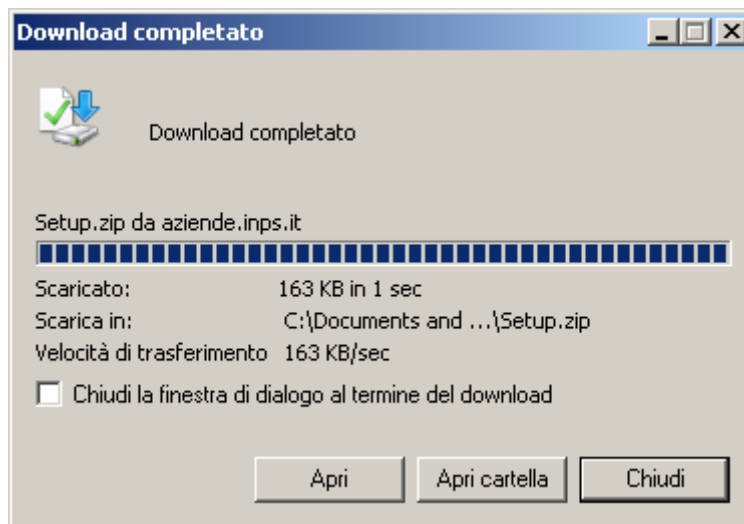 Download completato
Download completato
Setup.zip da aziende.inps.it
Scaricato: 163 KB in 1 sec
Scarica in: C:\Documents and ...\Setup.zip
Velocità di trasferimento 163 KB/sec
Chiudi la finestra di dialogo al termine del download
Apri Apri cartella Chiudi